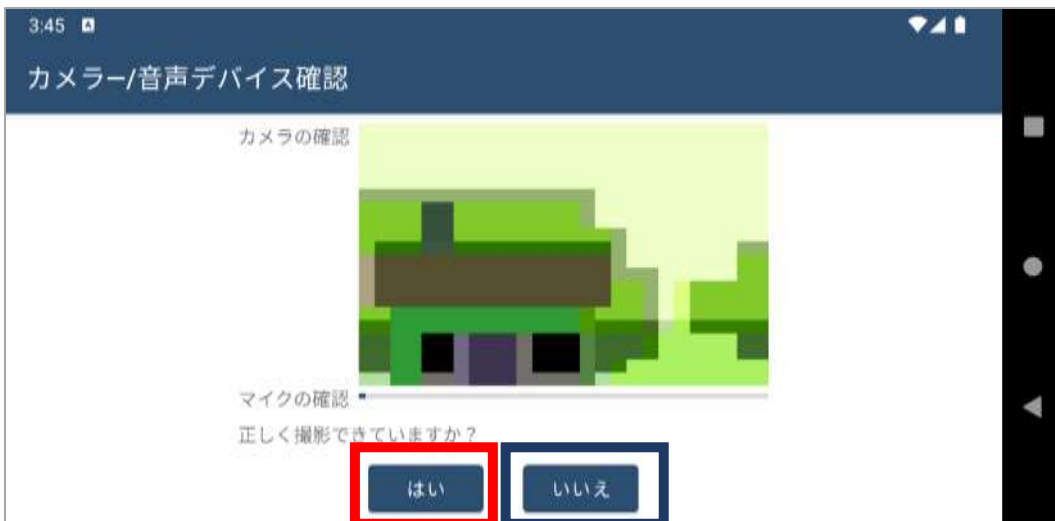 3:45 A
カメラー/音声デバイス確認
カメラの確認
マイクの確認
正しく撮影できていますか？
はい いいえ